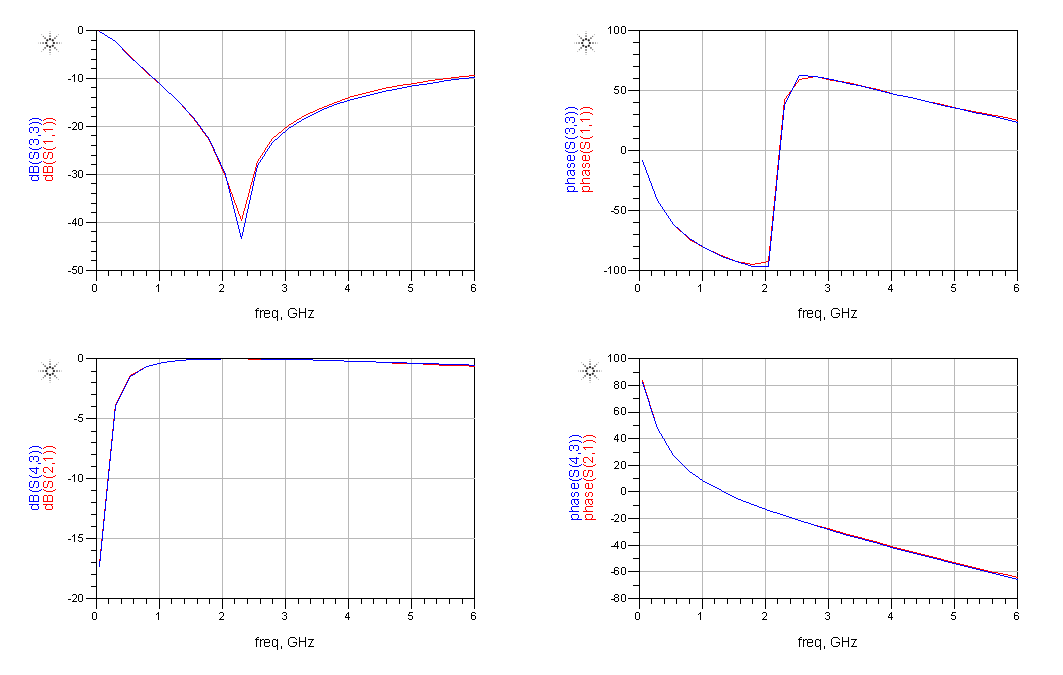 0
-10
-20
-30
-40
-50
dB(S(3,3))
dB(S(1,1))
0 1 2 3 4 5 6
freq, GHz
100
50
0
-50
-100
phase(S(3,3))
phase(S(1,1))
0 1 2 3 4 5 6
freq, GHz
0
-5
-10
-15
-20
dB(S(4,3))
dB(S(2,1))
0 1 2 3 4 5 6
freq, GHz
100
80
60
40
20
0
-20
-40
-60
-80
phase(S(4,3))
phase(S(2,1))
0 1 2 3 4 5 6
freq, GHz